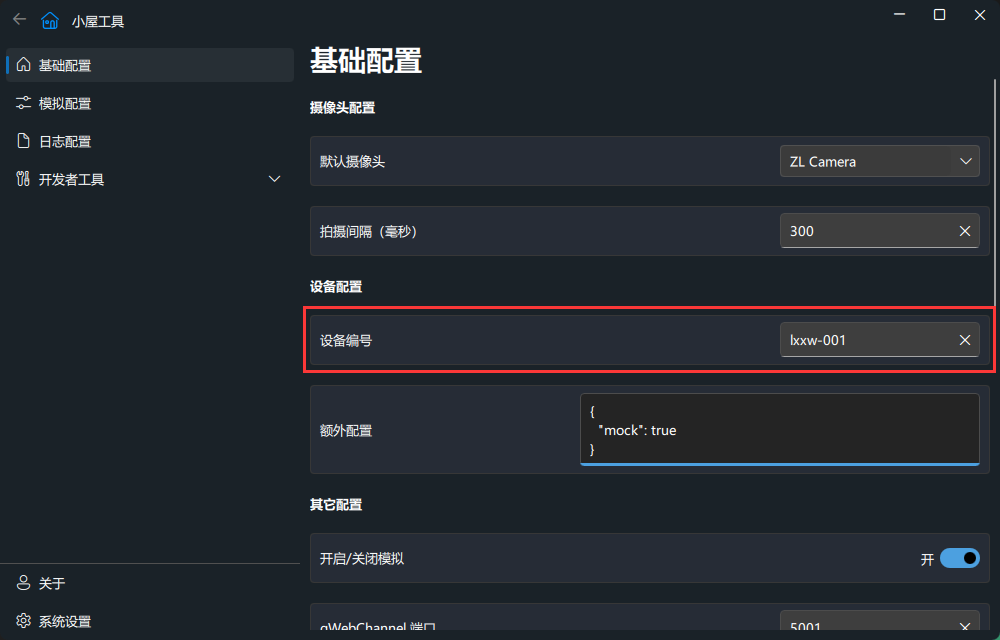 小屋工具
基础配置
模拟配置
日志配置
开发者工具
关于
系统设置
基础配置
摄像头配置
默认摄像头
ZL Camera
拍摄间隔（毫秒）
300
设备配置
设备编号
lxxw-001
额外配置
{
"mock": true
}
其它配置
开启/关闭模拟
开
qWebChannel 端口
5001